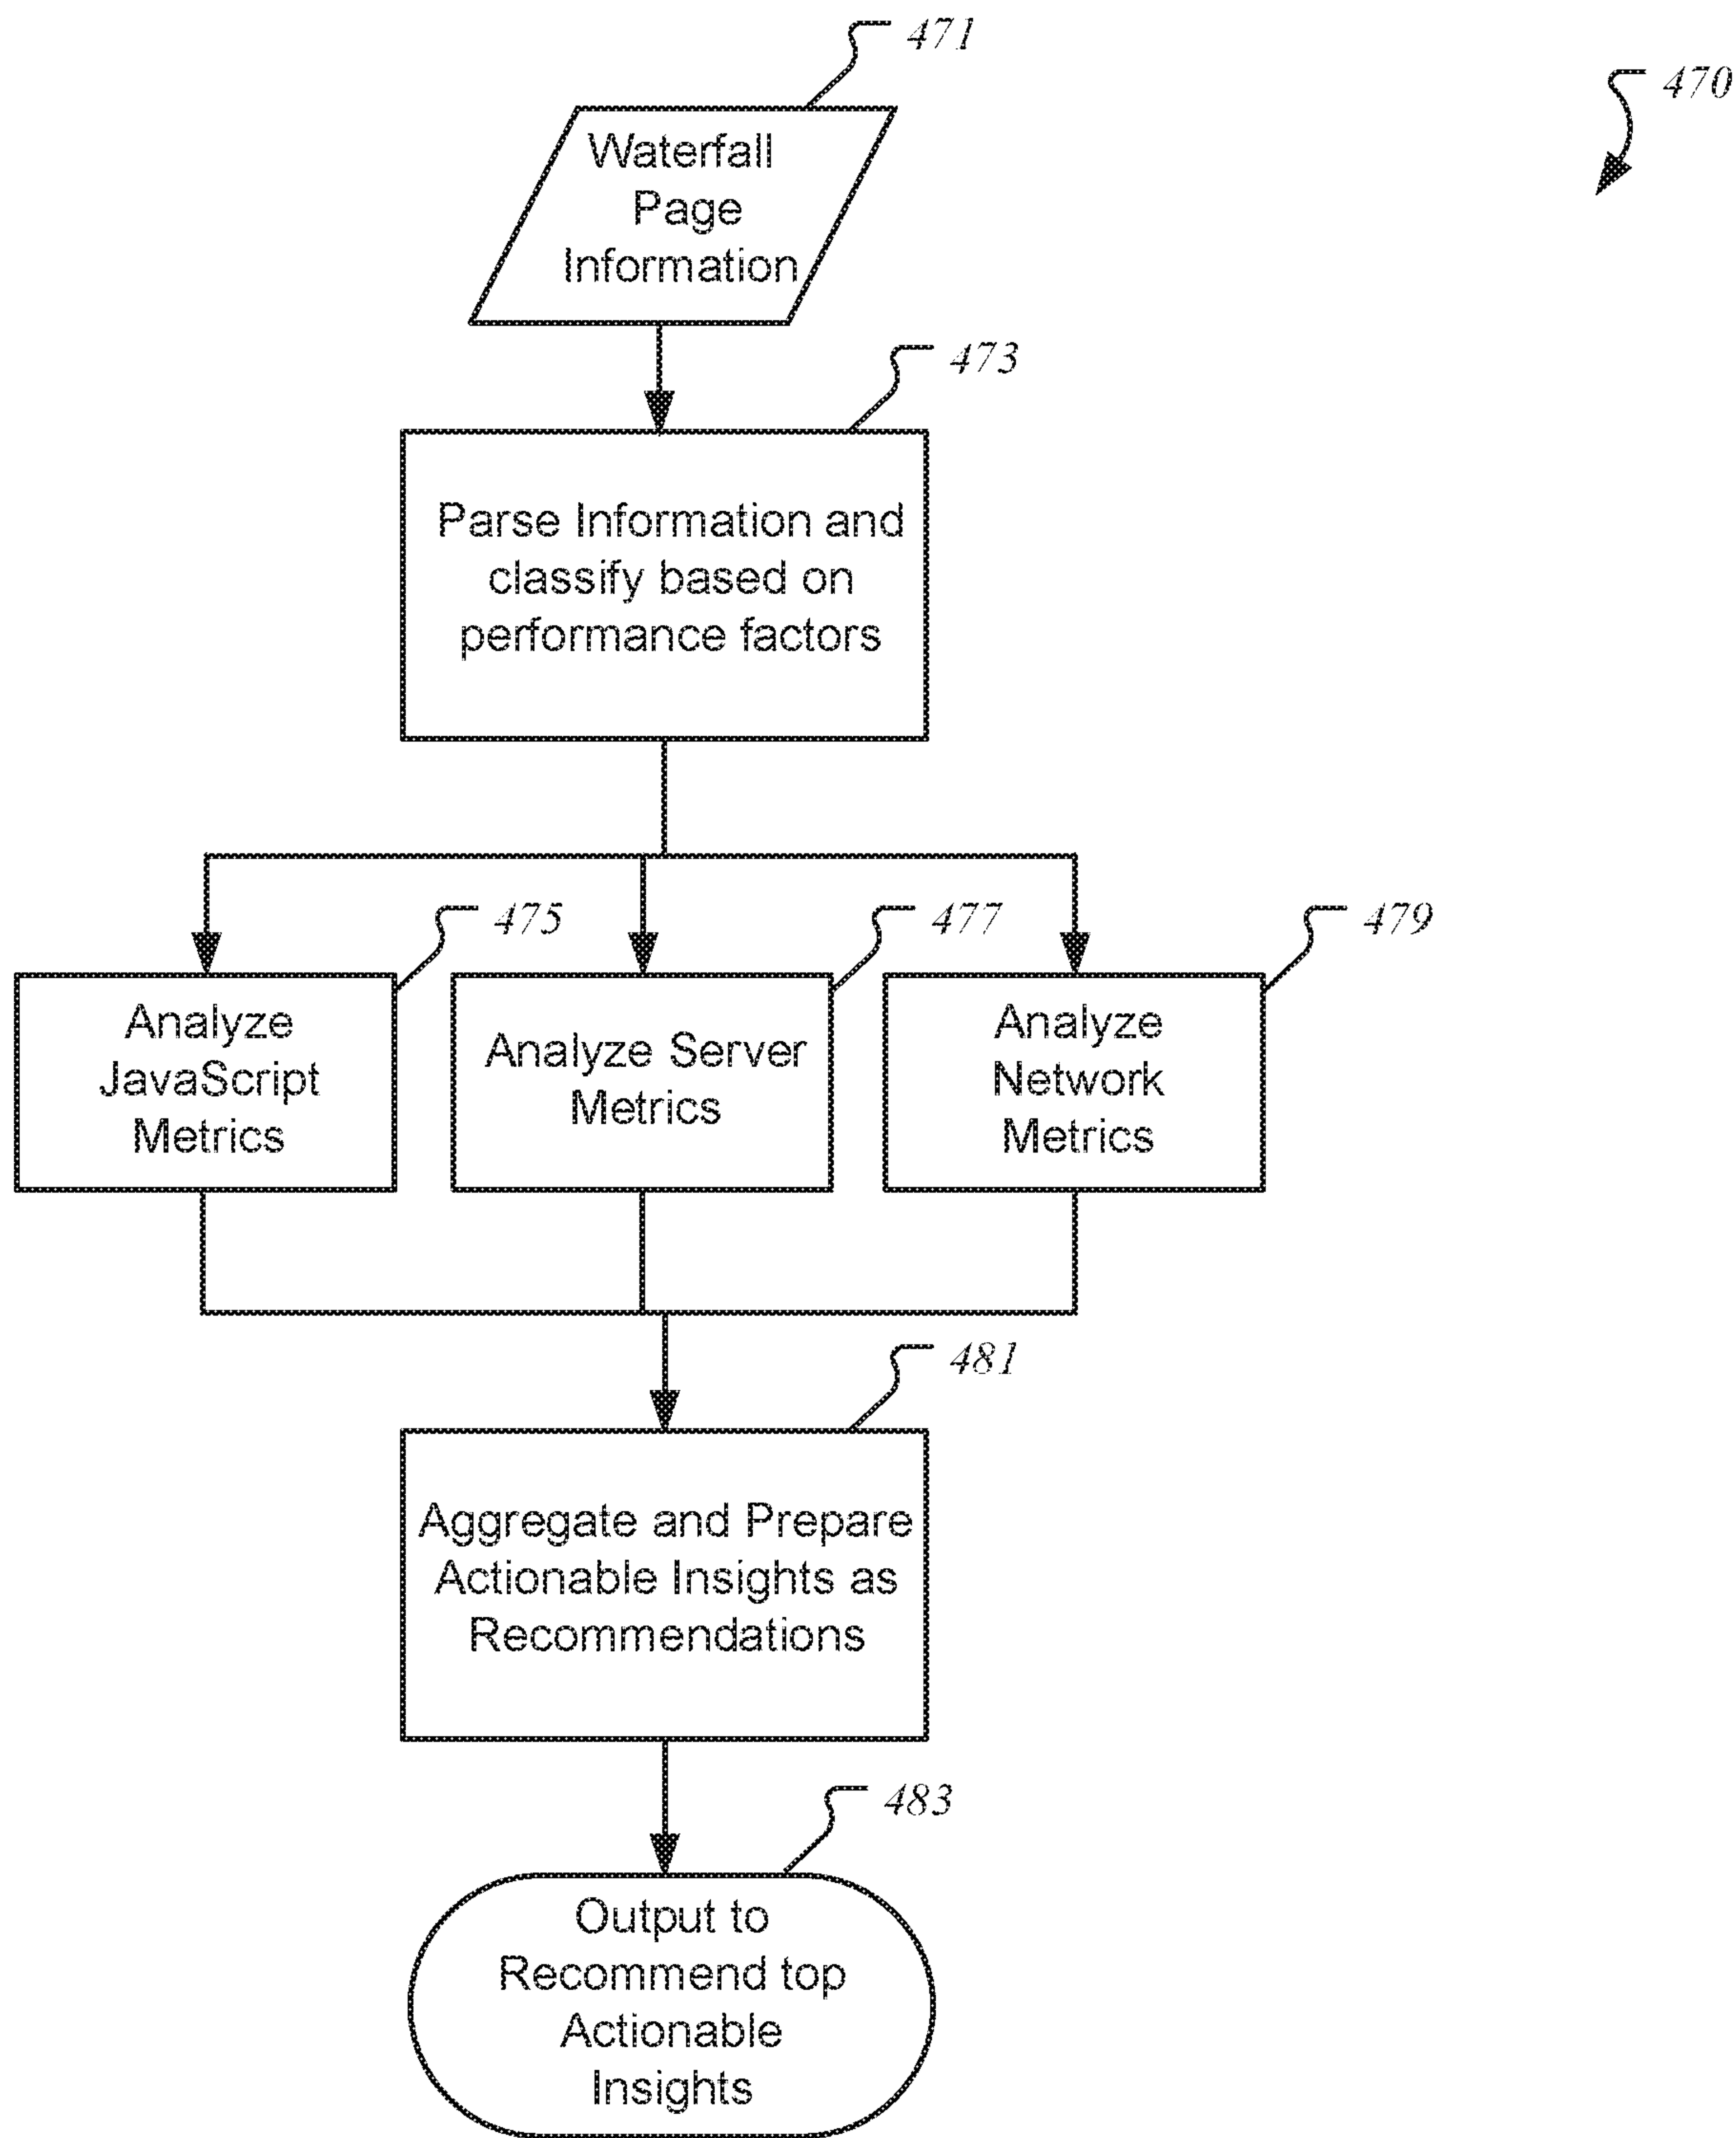 471
470
Waterfall
Page
Information
473
Parse Information and
classify based on
performance factors
475
477
479
Analyze
JavaScript
Metrics
Analyze Server
Metrics
Analyze
Network
Metrics
481
Aggregate and Prepare
Actionable Insights as
Recommendations
483
Output to
Recommend top
Actionable
Insights